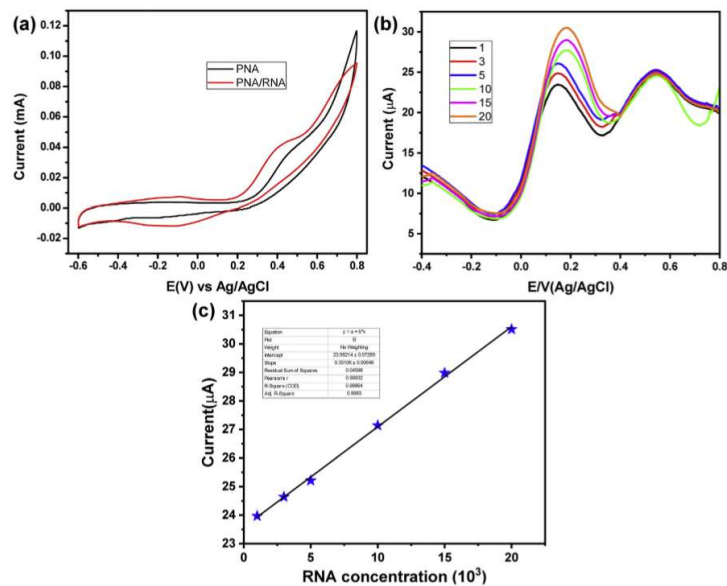 (a)
0.12
0.10
0.08
0.06
0.04
0.02
0.00
-0.02
Current (mA)
PNA
PNA/RNA
-0.6 -0.4 -0.2 0.0 0.2 0.4 0.6 0.8
E(V) vs Ag/AgCl
(b)
30
25
20
15
10
5
Current (µA)
1
3
5
10
15
20
-0.4 -0.2 0.0 0.2 0.4 0.6 0.8
E/V(Ag/AgCl)
(c)
31
30
29
28
27
26
25
24
23
Current(µA)
Equation y = a + b*x
Plot B
Weight No Weighting
Intercept
Slope
Residual Sum of Squares
Pearson's r
R-Square (COD)
Adj. R-Square
0 5 10 15 20
RNA concentration (10³)